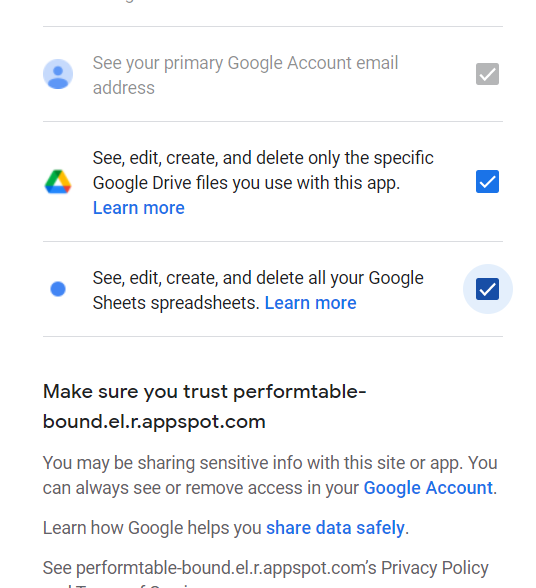 See your primary Google Account email
address
See, edit, create, and delete only the specific
Google Drive files you use with this app.
Learn more
See, edit, create, and delete all your Google
Sheets spreadsheets. Learn more
Make sure you trust performtable-
bound.el.r.appspot.com
You may be sharing sensitive info with this site or app. You
can always see or remove access in your Google Account.
Learn how Google helps you share data safely.
See performtable-bound.el.r.appspot.com's Privacy Policy